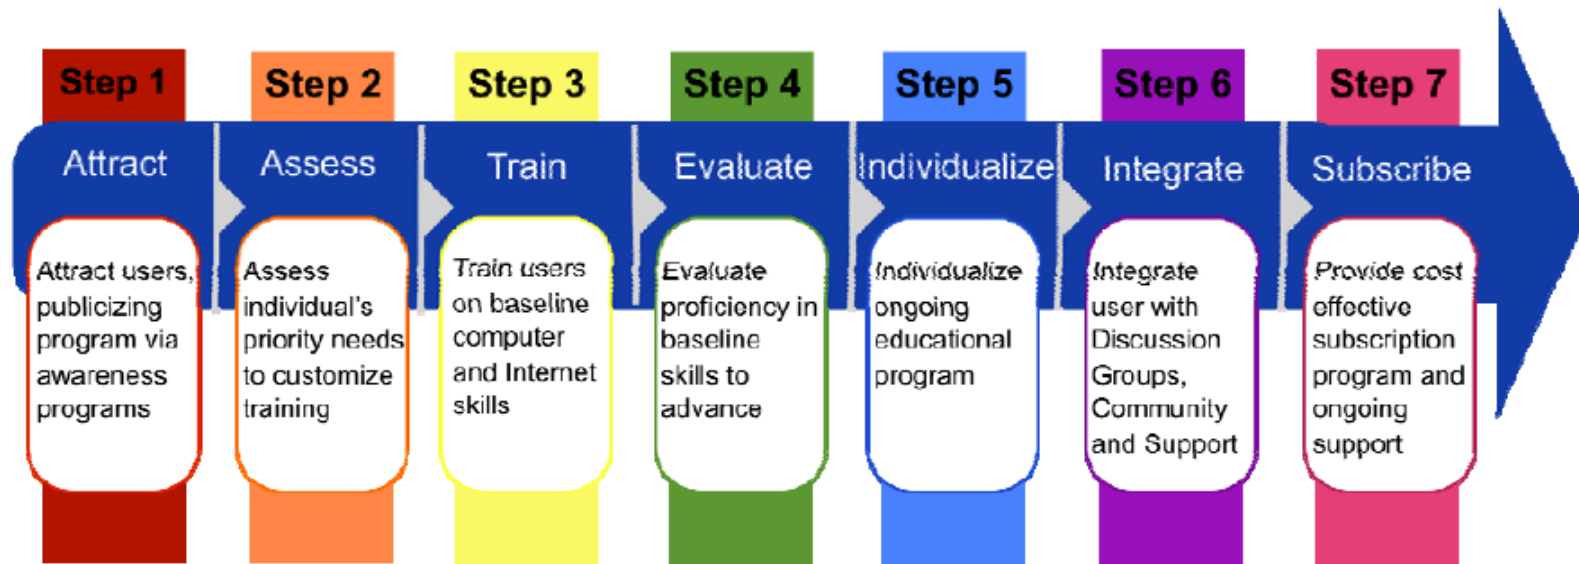 Step 1
Step 2
Step 3
Step 4
Step 5
Step 6
Step 7
Attract
Assess
Train
Evaluate
Individualize
Integrate
Subscribe
Attract users,
publicizing
program via
awareness
programs
Assess
individual's
priority needs
to customize
training
Train users
on baseline
computer
and Internet
skills
Evaluate
proficiency in
baseline
skills to
advance
Individualize
ongoing
educational
program
Integrate
user with
Discussion
Groups,
Community
and Support
Provide cost
effective
subscription
program and
ongoing
support